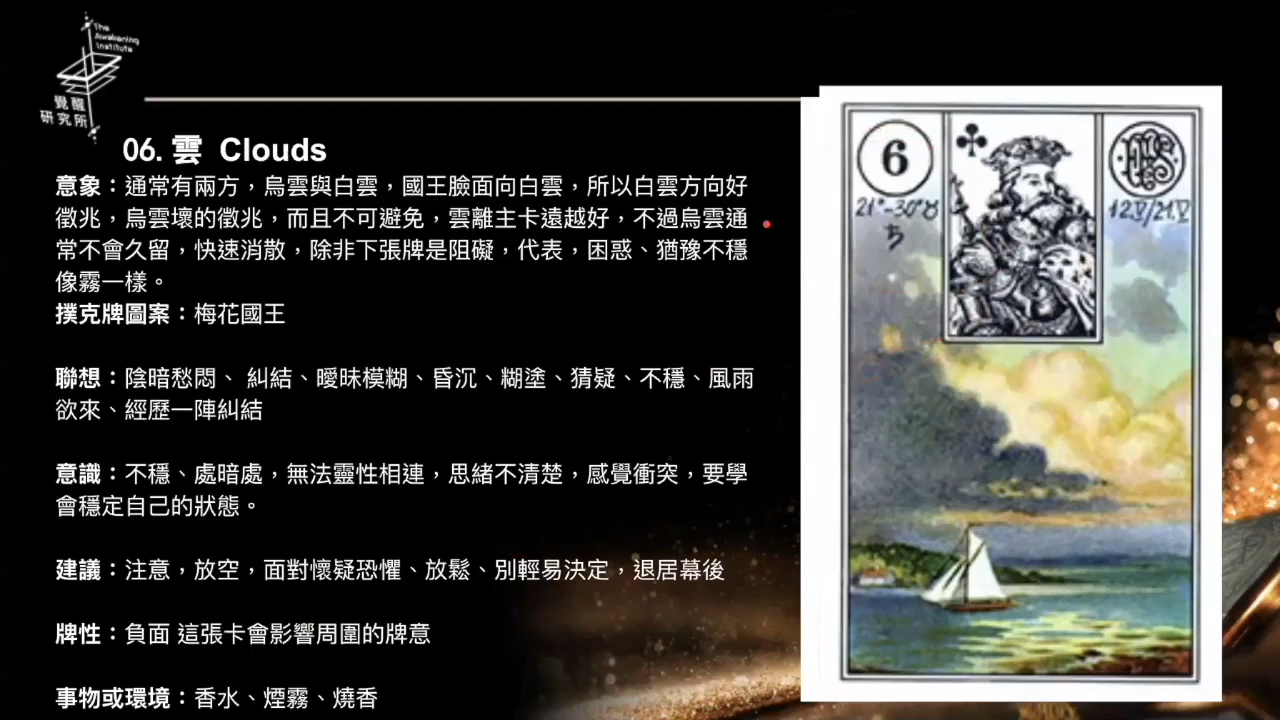 The
Awakening
Institute
覺醒
研究所
06. 雲 Clouds
意象：通常有兩方，烏雲與白雲，國王臉面向白雲，所以白雲方向好
徵兆，烏雲壞的徵兆，而且不可避免，雲離主卡遠越好，不過烏雲通
常不會久留，快速消散，除非下張牌是阻礙，代表，困惑、猶豫不穩
像霧一樣。
撲克牌圖案：梅花國王
聯想：陰暗愁悶、 糾結、曖昧模糊、昏沉、糊塗、猜疑、不穩、風雨
欲來、經歷一陣糾結
意識：不穩、處暗處，無法靈性相連，思緒不清楚，感覺衝突，要學
會穩定自己的狀態。
建議：注意，放空，面對懷疑恐懼、放鬆、別輕易決定，退居幕後
牌性：負面 這張卡會影響周圍的牌意
事物或環境：香水、煙霧、燒香
6
21°-30°♉
♄
12.V/21.V